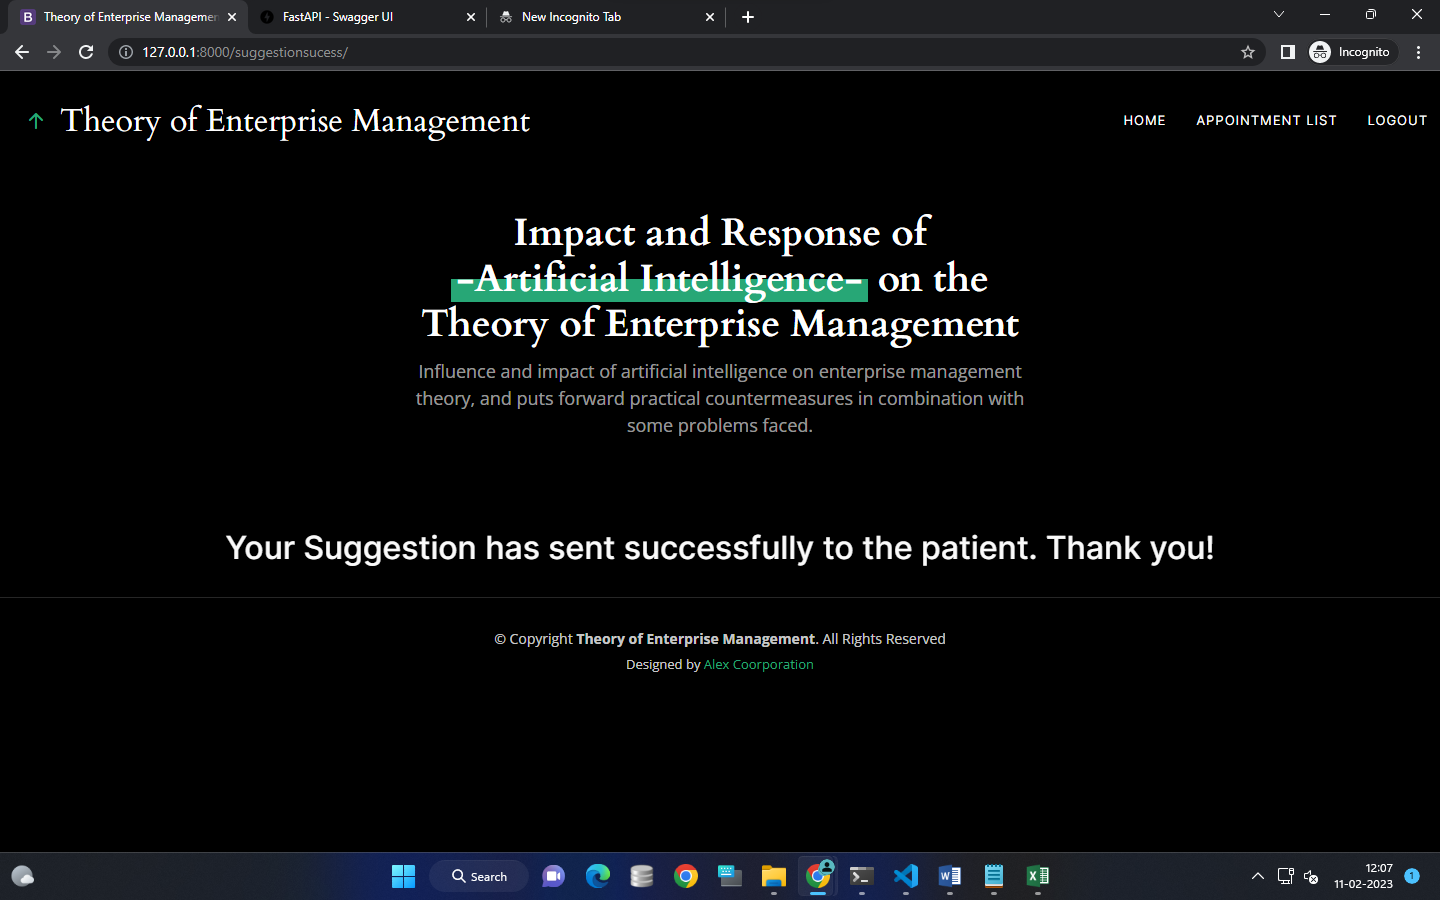 Theory of Enterprise Managemen
FastAPI - Swagger UI
New Incognito Tab
127.0.0.1:8000/suggestionsucess/
Incognito
Theory of Enterprise Management
HOME
APPOINTMENT LIST
LOGOUT
Impact and Response of
-Artificial Intelligence- on the
Theory of Enterprise Management
Influence and impact of artificial intelligence on enterprise management
theory, and puts forward practical countermeasures in combination with
some problems faced.
Your Suggestion has sent successfully to the patient. Thank you!
© Copyright Theory of Enterprise Management. All Rights Reserved
Designed by Alex Coorporation
Search
12:07
11-02-2023
1